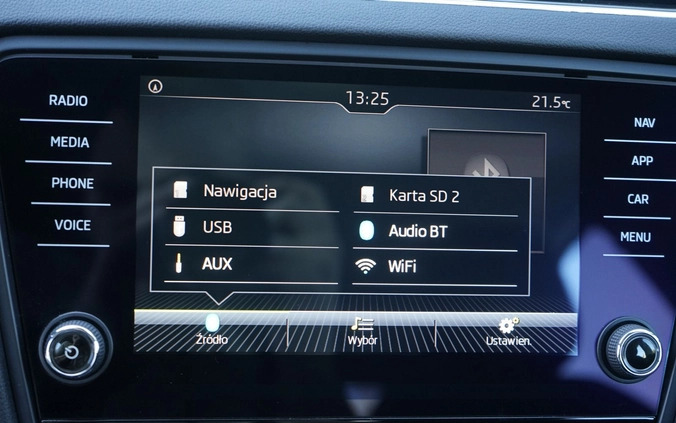 13:25
21.5°C
RADIO
MEDIA
PHONE
VOICE
Nawigacja
Karta SD 2
USB
Audio BT
AUX
WiFi
Źródło
Wybór
Ustawien.
NAV
APP
CAR
MENU